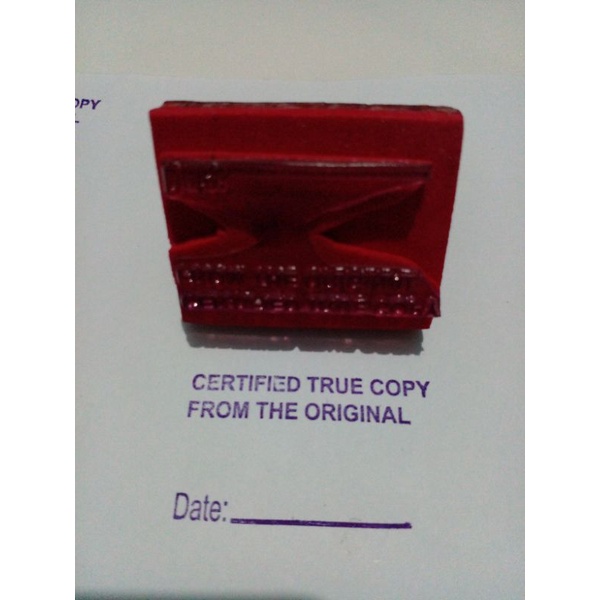 OPY
CERTIFIED TRUE COPY
FROM THE ORIGINAL
Date: